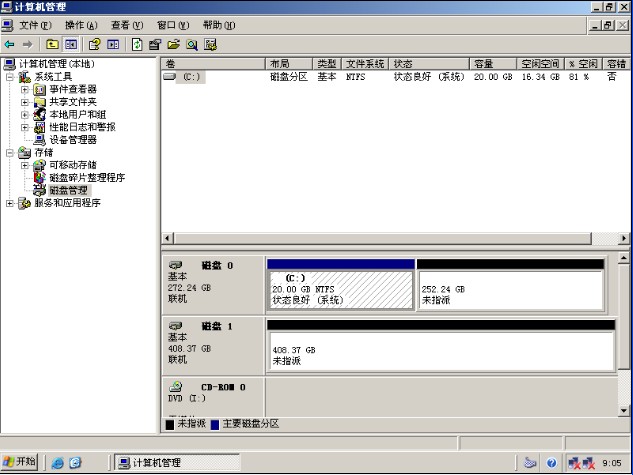 计算机管理
文件(F) 操作(A) 查看(V) 窗口(W) 帮助(H)
计算机管理(本地)
系统工具
事件查看器
共享文件夹
本地用户和组
性能日志和警报
设备管理器
存储
可移动存储
磁盘碎片整理程序
磁盘管理
服务和应用程序
卷 布局 类型 文件系统 状态 容量 空闲空间 % 空闲 容错
(C:) 磁盘分区 基本 NTFS 状态良好 (系统) 20.00 GB 16.34 GB 81 % 否
磁盘 0
基本
272.24 GB
联机
(C:)
20.00 GB NTFS
状态良好 (系统)
252.24 GB
未指派
磁盘 1
基本
408.37 GB
联机
408.37 GB
未指派
CD-ROM 0
DVD (I:)
未指派 主要磁盘分区
开始 计算机管理 9:05